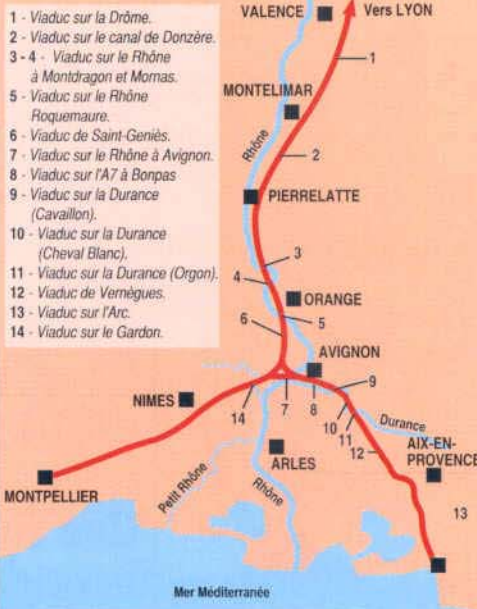 1 - Viaduc sur la Drôme.
2 - Viaduc sur le canal de Donzère.
3 - 4 - Viaduc sur le Rhône
à Montdragon et Mornas.
5 - Viaduc sur le Rhône
Roquemaure.
6 - Viaduc de Saint-Geniès.
7 - Viaduc sur le Rhône à Avignon.
8 - Viaduc sur l'A7 à Bonpas
9 - Viaduc sur la Durance
(Cavaillon).
10 - Viaduc sur la Durance
(Cheval Blanc).
11 - Viaduc sur la Durance (Orgon).
12 - Viaduc de Vernègues.
13 - Viaduc sur l'Arc.
14 - Viaduc sur le Gardon.
VALENCE
Vers LYON
1
MONTELIMAR
Rhône
2
PIERRELATTE
3
4
ORANGE
5
6
AVIGNON
9
NIMES
14
7
8
10
11
Durance
12
AIX-EN-
PROVENCE
ARLES
MONTPELLIER
Petit Rhône
Rhône
13
Mer Méditerranée